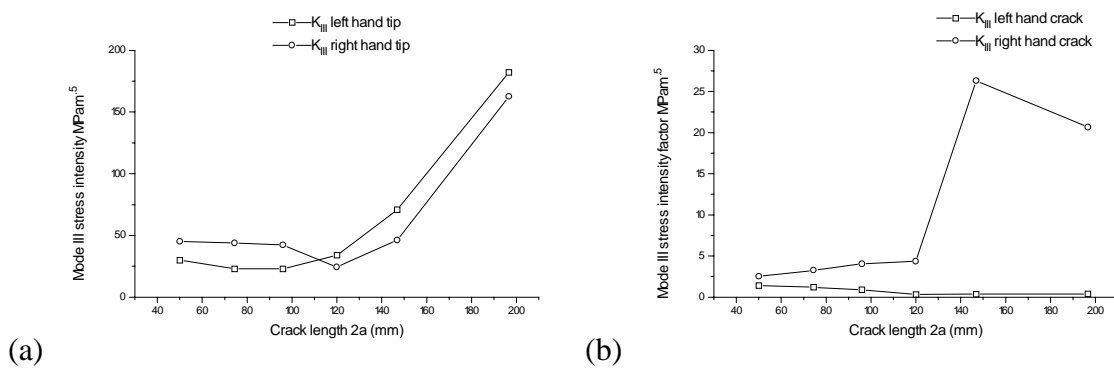 K_III left hand tip
K_III right hand tip
200
150
100
50
0
Mode III stress intensity MPam^.5
40 60 80 100 120 140 160 180 200
Crack length 2a (mm)
(a)
K_III left hand crack
K_III right hand crack
30
25
20
15
10
5
0
Mode III stress intensity factor MPam^.5
40 60 80 100 120 140 160 180 200
Crack length 2a (mm)
(b)